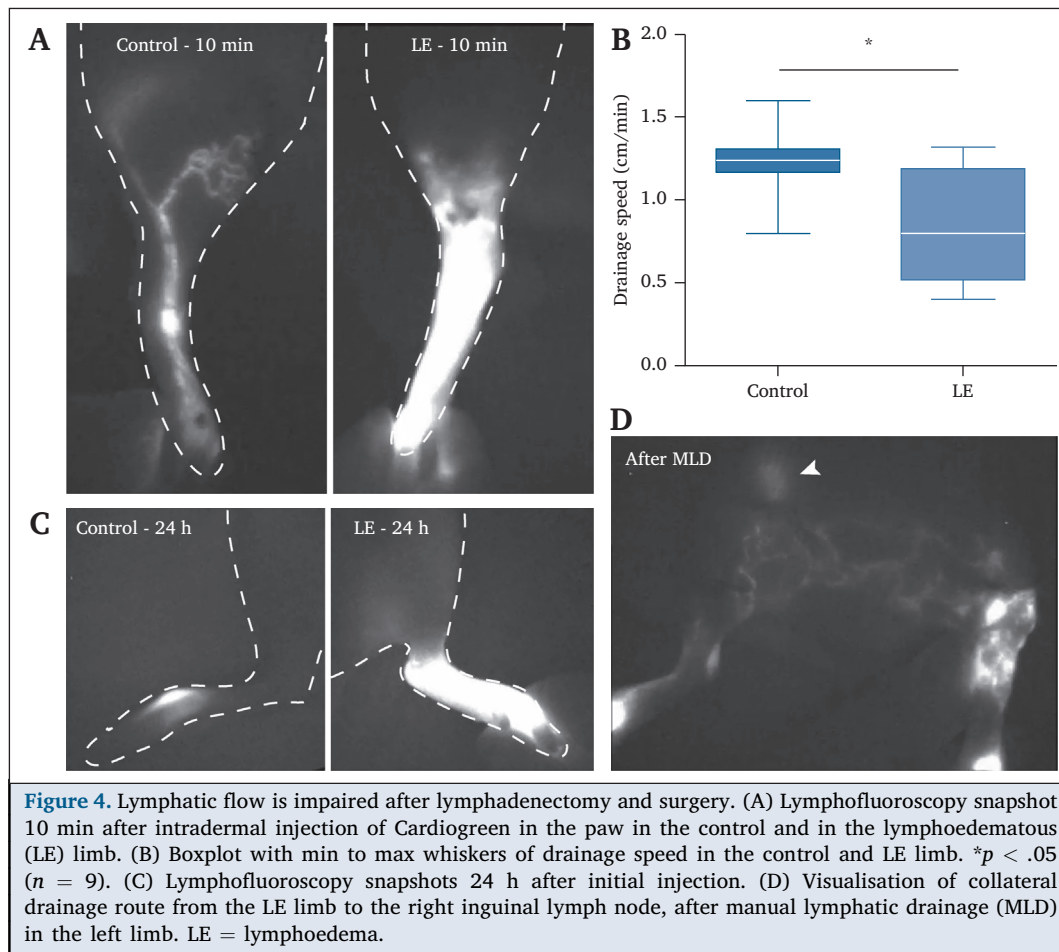 A
Control - 10 min
LE - 10 min
B
2.0
1.5
1.0
0.5
0.0
Drainage speed (cm/min)
*
Control
LE
C
Control - 24 h
LE - 24 h
D
After MLD
Figure 4. Lymphatic flow is impaired after lymphadenectomy and surgery. (A) Lymphofluoroscopy snapshot
10 min after intradermal injection of Cardiogreen in the paw in the control and in the lymphoedematous
(LE) limb. (B) Boxplot with min to max whiskers of drainage speed in the control and LE limb. *p < .05
(n = 9). (C) Lymphofluoroscopy snapshots 24 h after initial injection. (D) Visualisation of collateral
drainage route from the LE limb to the right inguinal lymph node, after manual lymphatic drainage (MLD)
in the left limb. LE = lymphoedema.